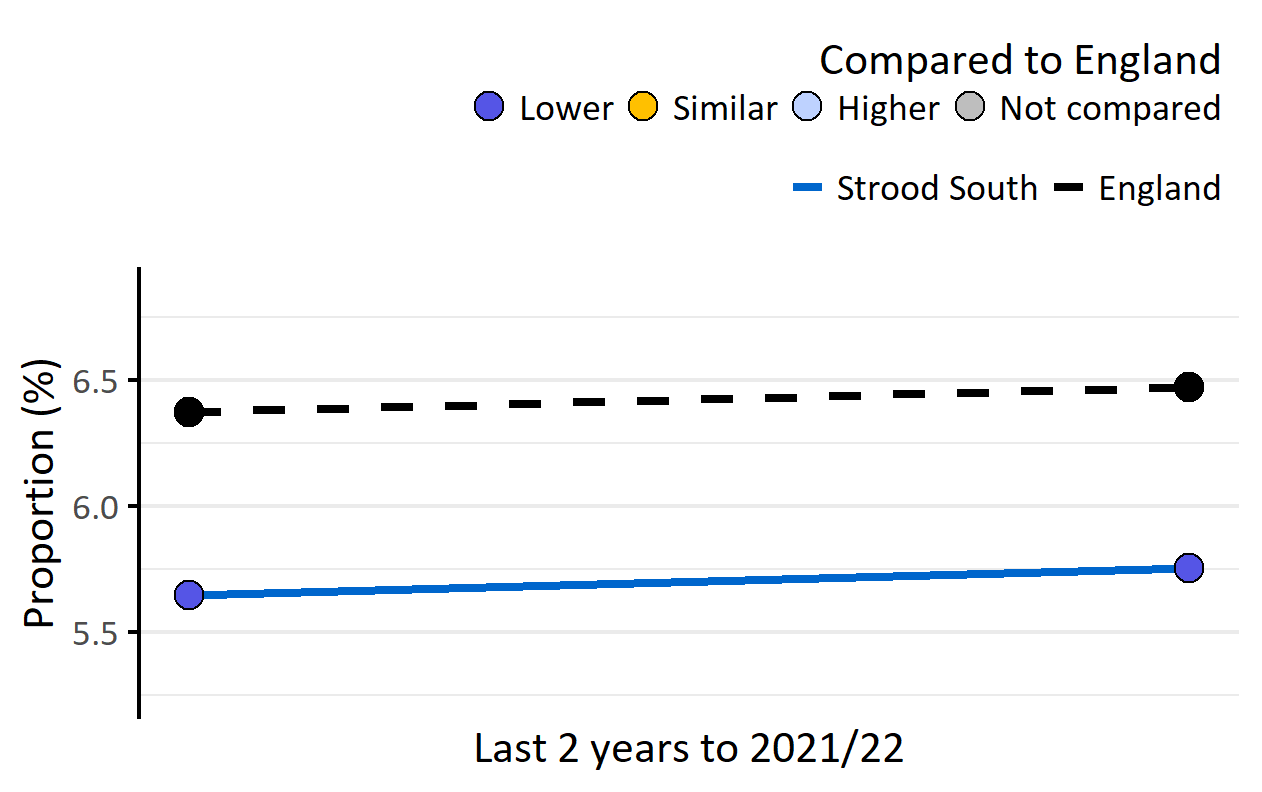 Compared to England
Lower Similar Higher Not compared
Strood South England
Proportion (%)
6.5
6.0
5.5
Last 2 years to 2021/22